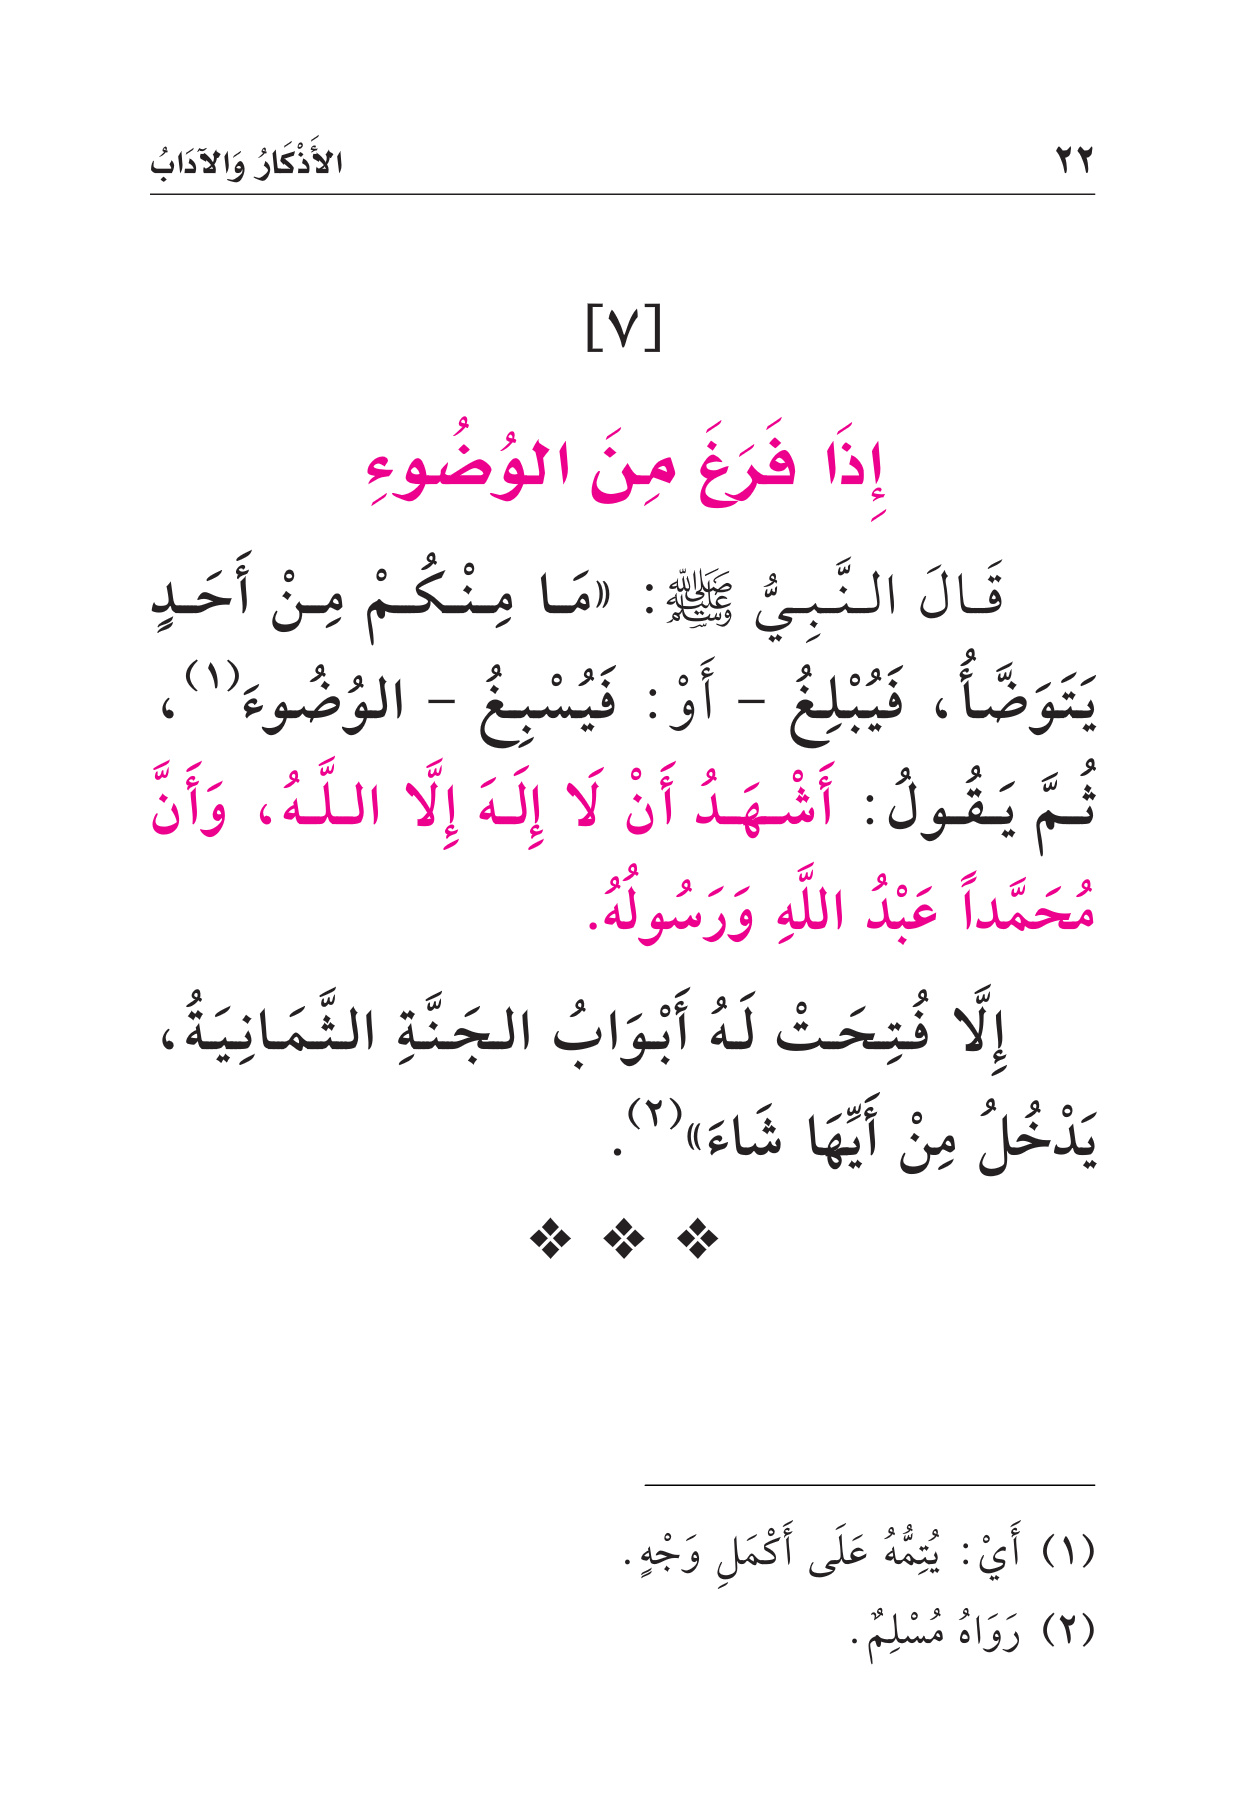 ٢٢ الأَذْكَارُ وَالآدَابُ
[٧]
إِذَا فَرَغَ مِنَ الوُضُوءِ
قَالَ النَّبِيُّ ﷺ: «مَا مِنْكُمْ مِنْ أَحَدٍ
يَتَوَضَّأُ، فَيُبْلِغُ - أَوْ: فَيُسْبِغُ - الوُضُوءَ(١)،
ثُمَّ يَقُولُ: أَشْهَدُ أَنْ لَا إِلَهَ إِلَّا اللَّهُ، وَأَنَّ
مُحَمَّداً عَبْدُ اللَّهِ وَرَسُولُهُ.
إِلَّا فُتِحَتْ لَهُ أَبْوَابُ الجَنَّةِ الثَّمَانِيَةُ،
يَدْخُلُ مِنْ أَيِّهَا شَاءَ»(٢).
(١) أَيْ: يُتِمُّهُ عَلَى أَكْمَلِ وَجْهٍ.
(٢) رَوَاهُ مُسْلِمٌ.